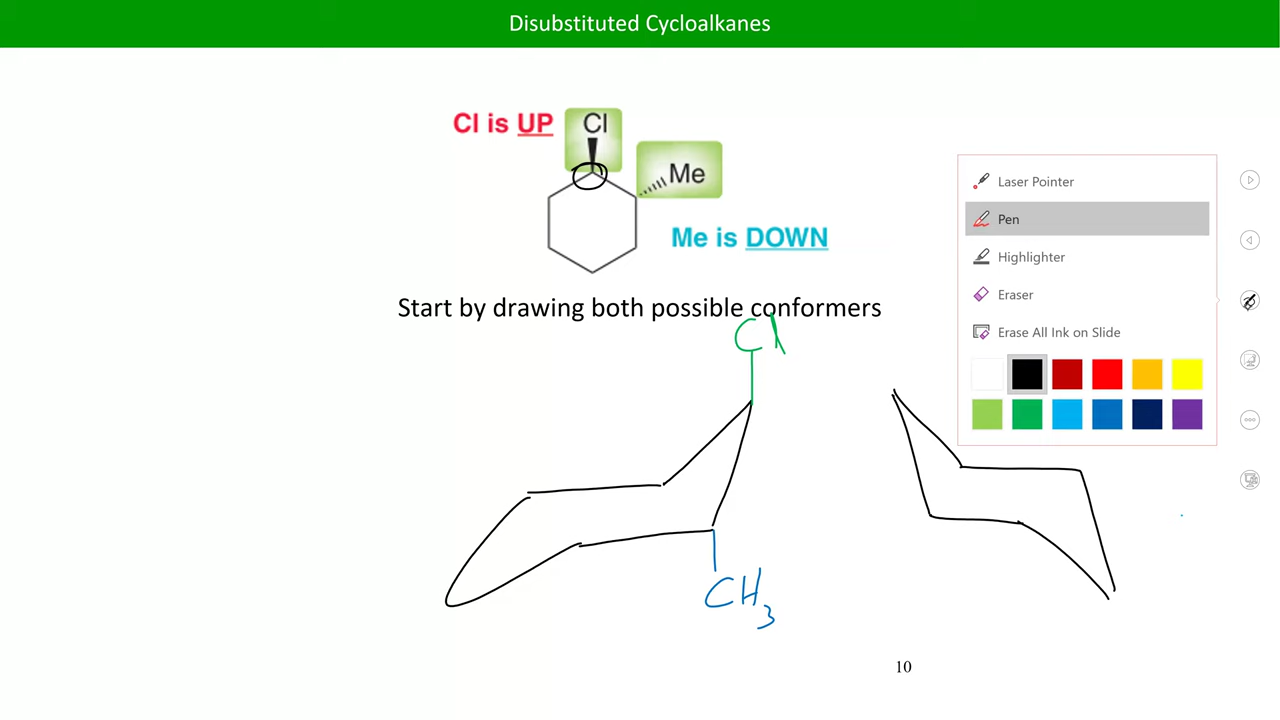 Disubstituted Cycloalkanes
Cl is UP
Cl
Me
Me is DOWN
Start by drawing both possible conformers
Cl
CH3
10
Laser Pointer
Pen
Highlighter
Eraser
Erase All Ink on Slide